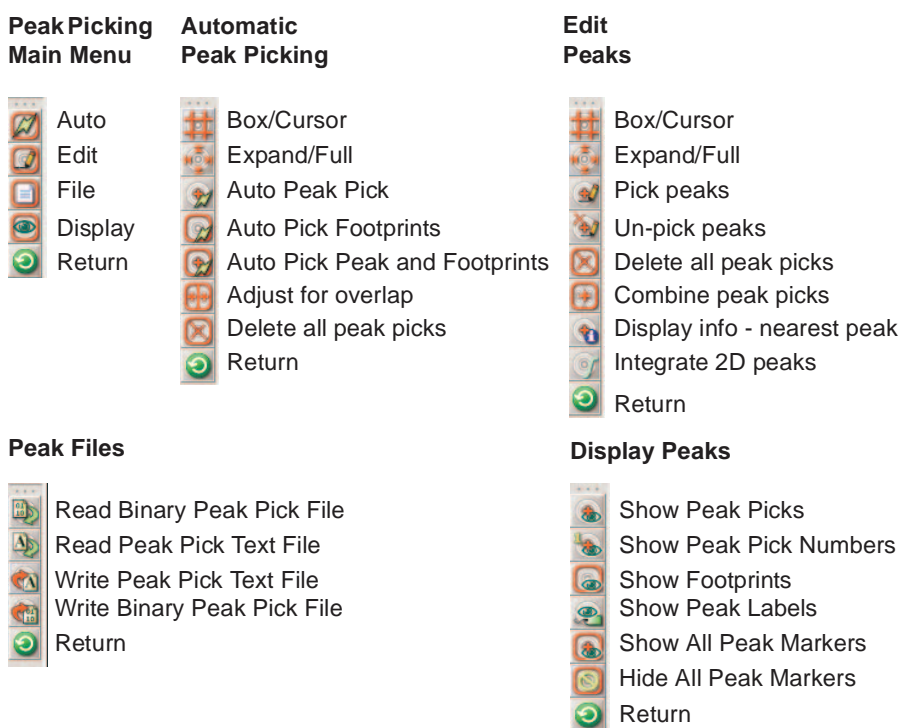 Peak Picking
Main Menu
Auto
Edit
File
Display
Return
Automatic
Peak Picking
Box/Cursor
Expand/Full
Auto Peak Pick
Auto Pick Footprints
Auto Pick Peak and Footprints
Adjust for overlap
Delete all peak picks
Return
Edit
Peaks
Box/Cursor
Expand/Full
Pick peaks
Un-pick peaks
Delete all peak picks
Combine peak picks
Display info - nearest peak
Integrate 2D peaks
Return
Peak Files
Read Binary Peak Pick File
Read Peak Pick Text File
Write Peak Pick Text File
Write Binary Peak Pick File
Return
Display Peaks
Show Peak Picks
Show Peak Pick Numbers
Show Footprints
Show Peak Labels
Show All Peak Markers
Hide All Peak Markers
Return